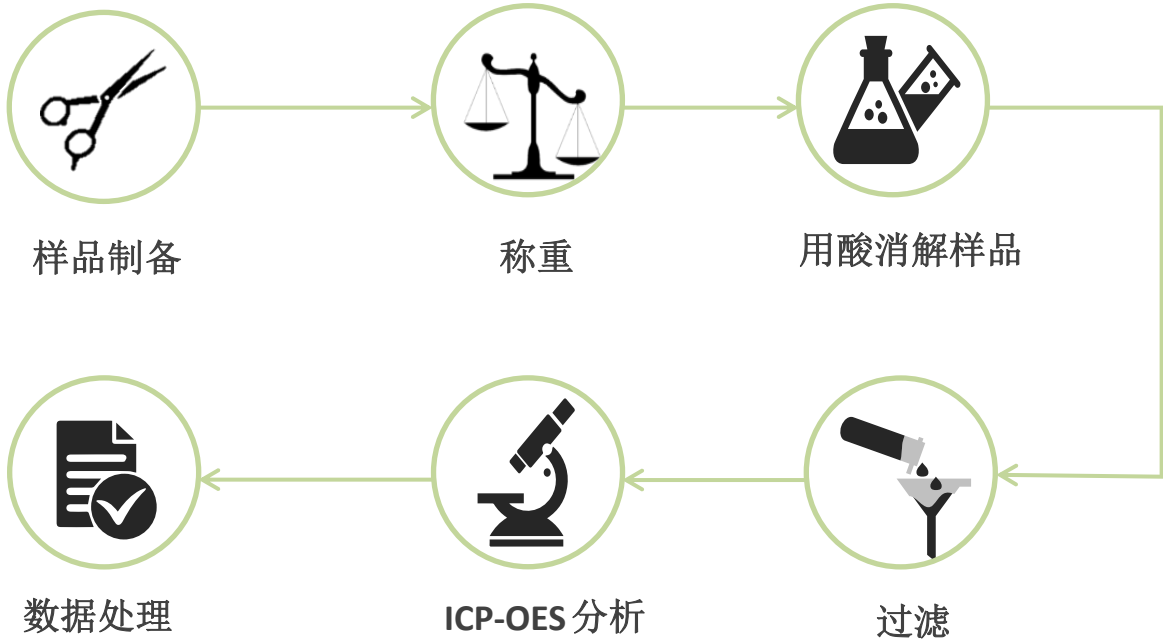 样品制备
称重
用酸消解样品
过滤
ICP-OES 分析
数据处理